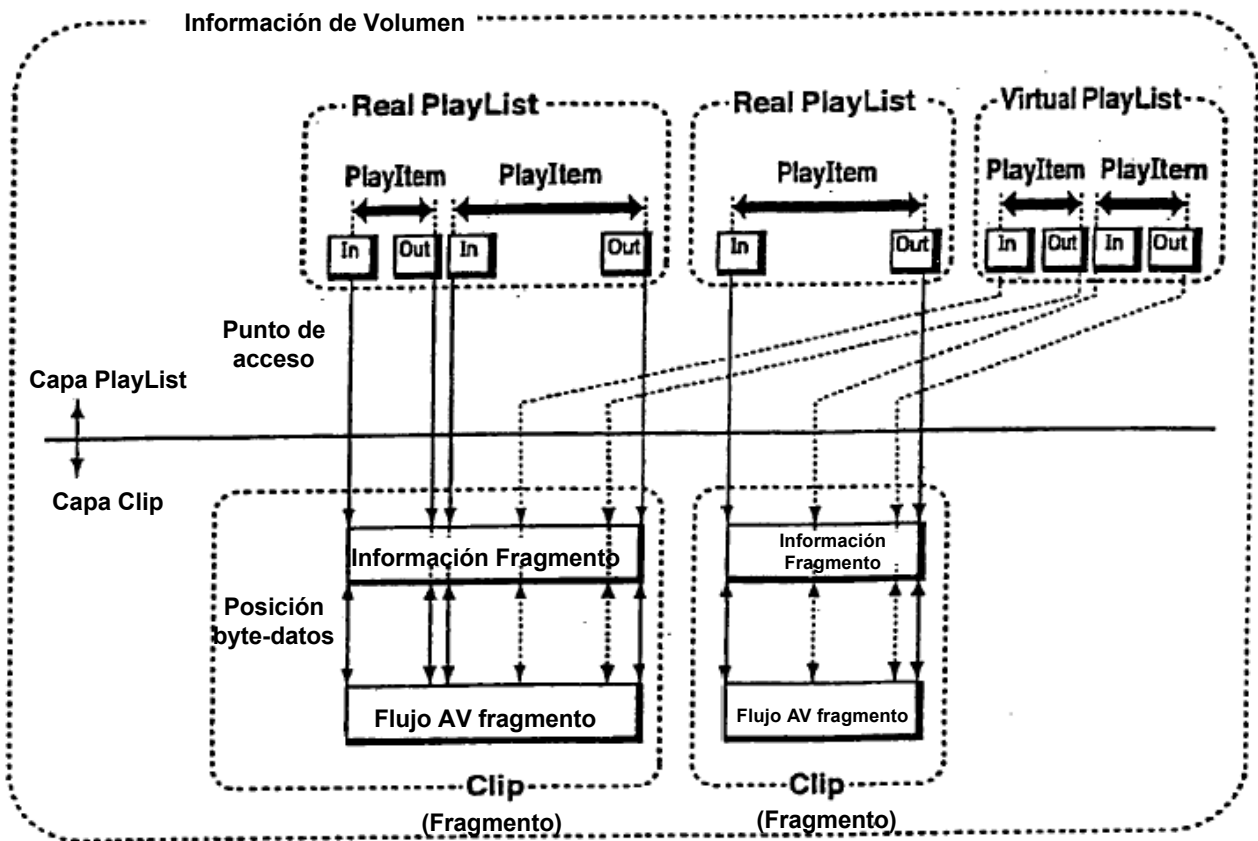 Información de Volumen
Real PlayList
Real PlayList
Virtual PlayList
PlayItem
PlayItem
PlayItem
PlayItem
PlayItem
In
Out
In
Out
In
Out
In
Out
In
Out
Punto de
acceso
Capa PlayList
Capa Clip
Información Fragmento
Información
Fragmento
Posición
byte-datos
Flujo AV fragmento
Flujo AV fragmento
Clip
(Fragmento)
Clip
(Fragmento)